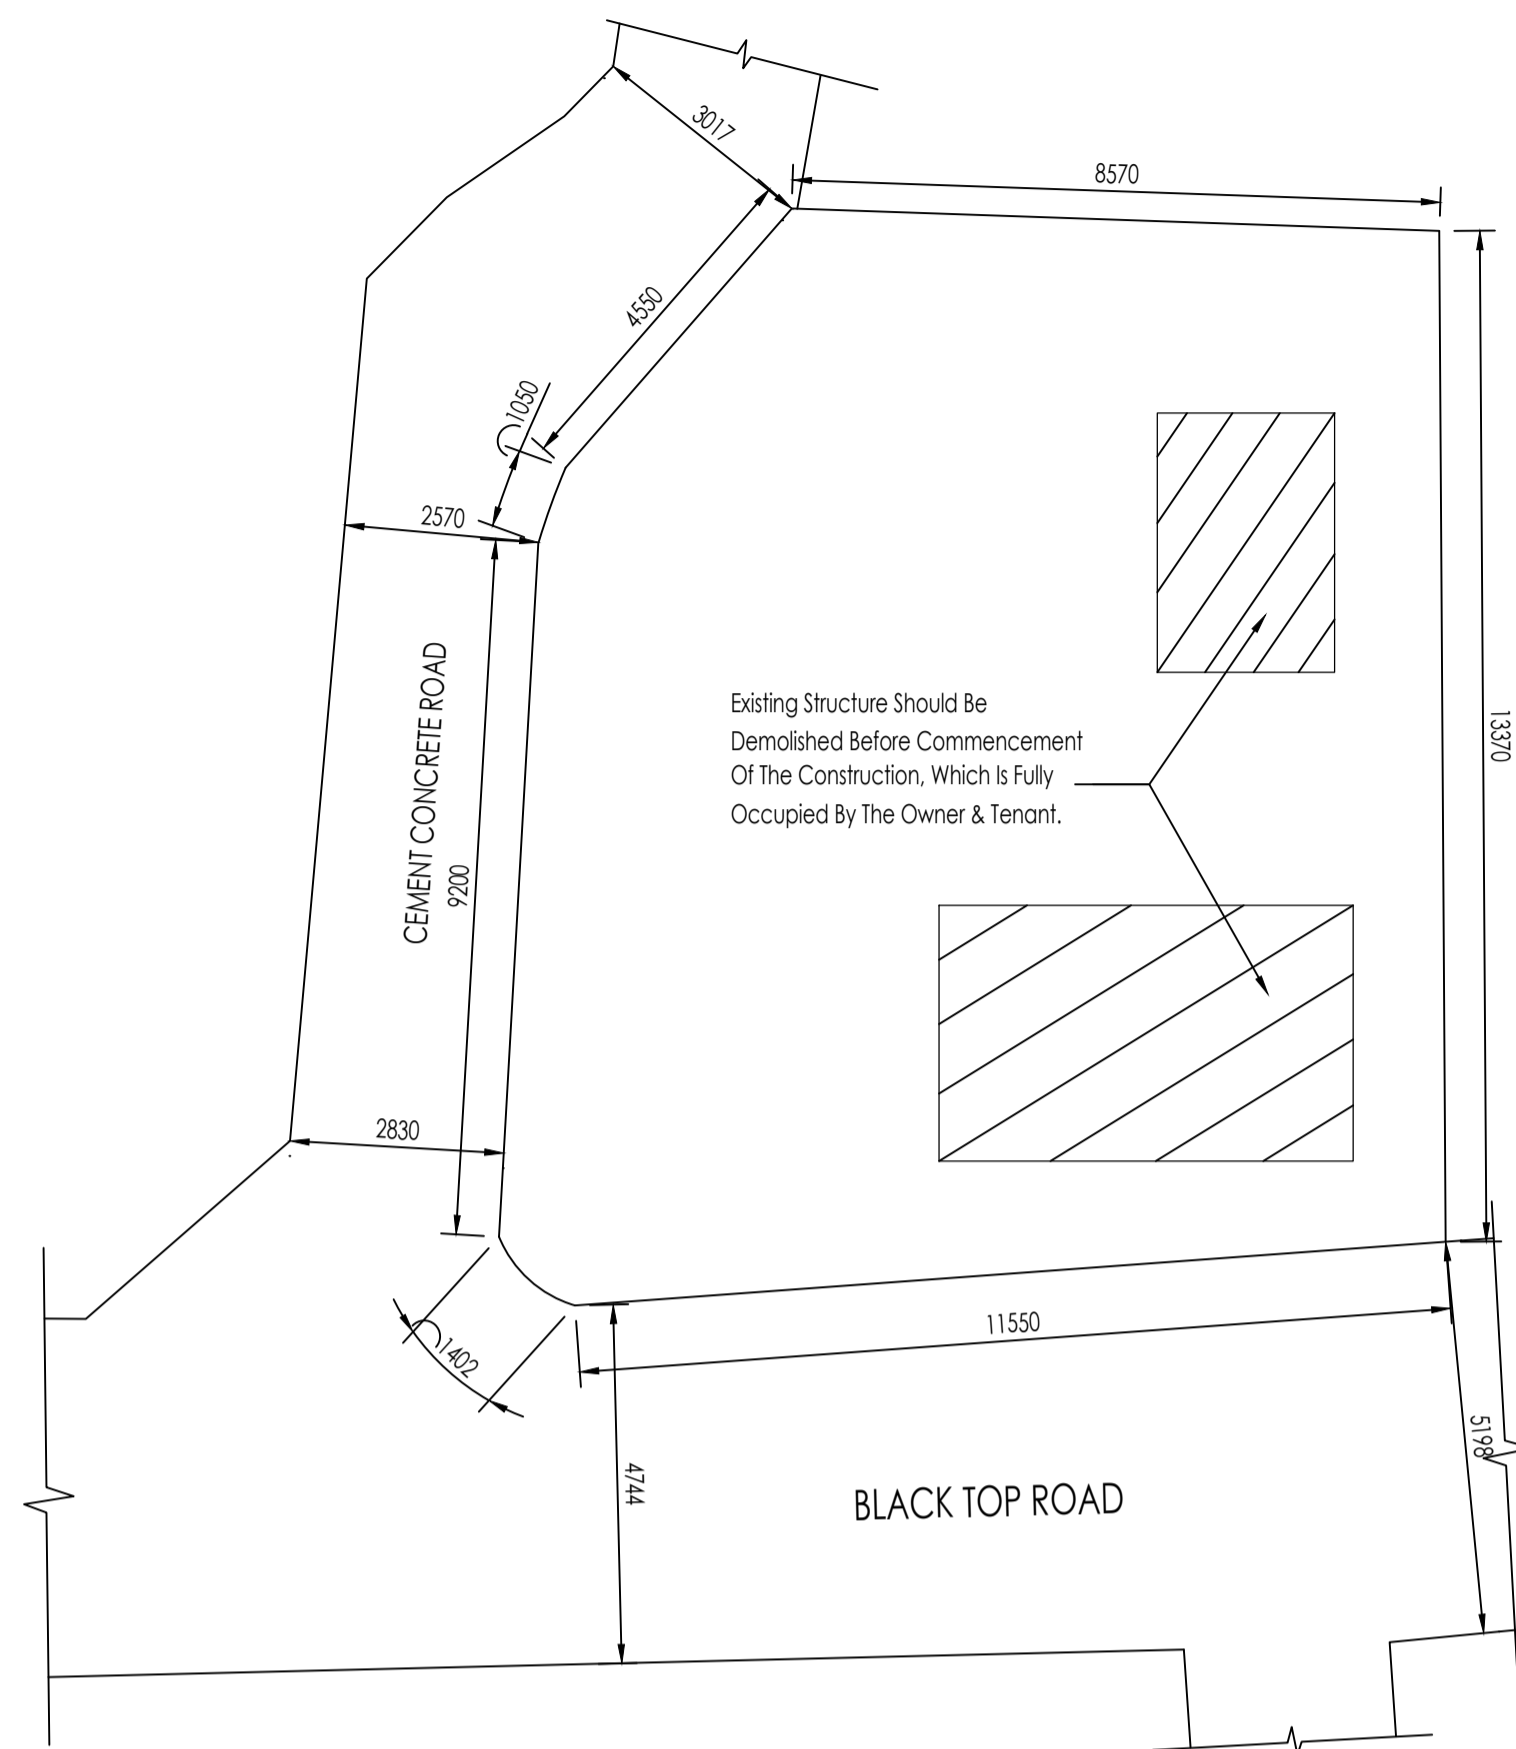 3017
8570
4550
⌒1050
2570
CEMENT CONCRETE ROAD
9200
Existing Structure Should Be
Demolished Before Commencement
Of The Construction, Which Is Fully
Occupied By The Owner & Tenant.
13370
2830
11550
⌒1402
4744
5198
BLACK TOP ROAD